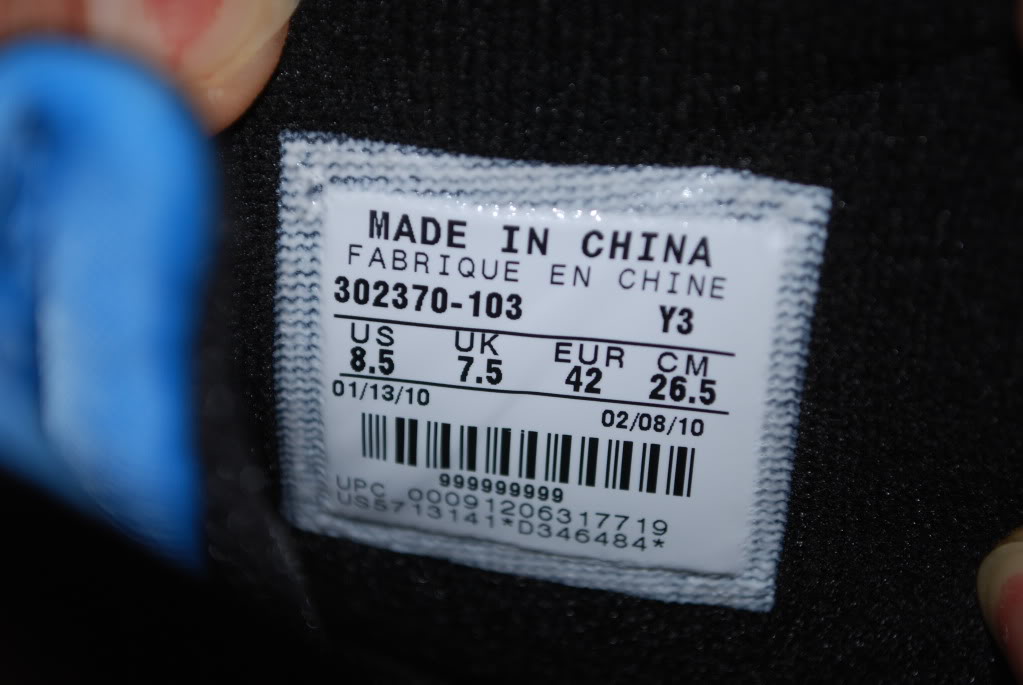 MADE IN CHINA
FABRIQUE EN CHINE
302370-103 Y3
US UK EUR CM
8.5 7.5 42 26.5
01/13/10 02/08/10
999999999
UPC 00091206317719
US5713141*D346484*